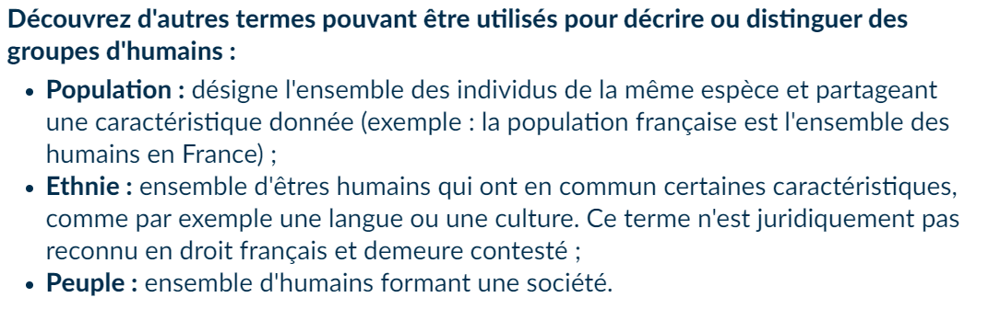 Découvrez d'autres termes pouvant être utilisés pour décrire ou distinguer des
groupes d'humains :
• Population : désigne l'ensemble des individus de la même espèce et partageant
une caractéristique donnée (exemple : la population française est l'ensemble des
humains en France) ;
• Ethnie : ensemble d'êtres humains qui ont en commun certaines caractéristiques,
comme par exemple une langue ou une culture. Ce terme n'est juridiquement pas
reconnu en droit français et demeure contesté ;
• Peuple : ensemble d'humains formant une société.